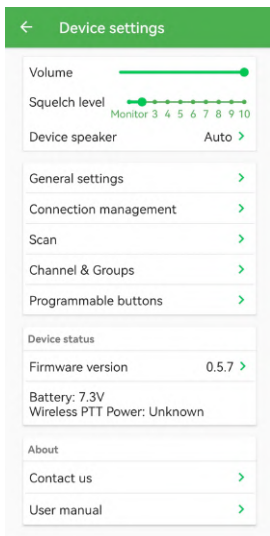 Device settings
Volume
Squelch level
Monitor 3 4 5 6 7 8 9 10
Device speaker Auto
General settings
Connection management
Scan
Channel & Groups
Programmable buttons
Device status
Firmware version 0.5.7
Battery: 7.3V
Wireless PTT Power: Unknown
About
Contact us
User manual